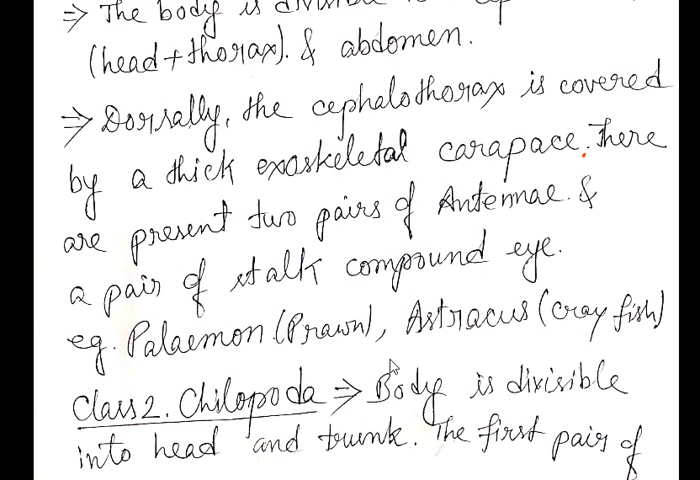 ⇒ The body is divisible
(head + thorax). & abdomen.
⇒ Dorsally, the cephalothorax is covered
by a thick exoskeletal carapace. There
are present two pairs of Antennae. &
a pair of stalk compound eye.
eg. Palaemon (Prawn), Astracus (cray fish)
Class 2. Chilopoda ⇒ Body is divisible
into head and trunk. The first pair of